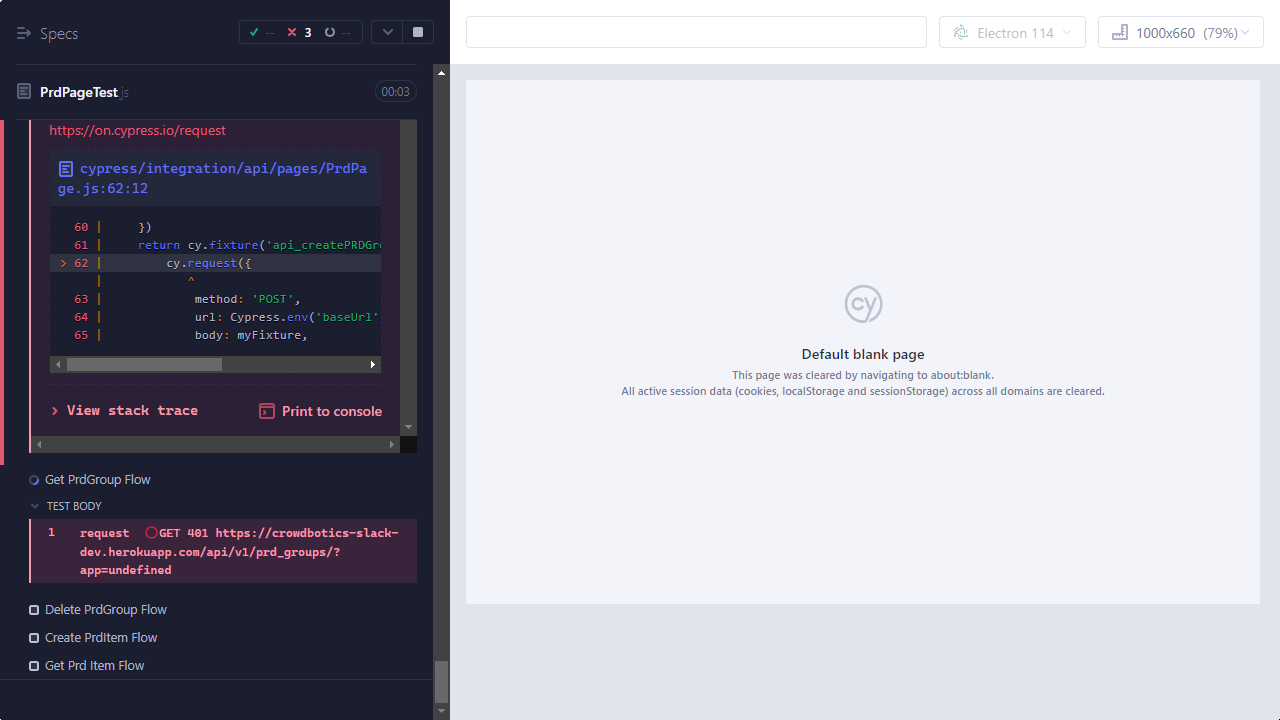 Specs
-- 3 --
Electron 114
1000x660 (79%)
PrdPageTest.js
00:03
https://on.cypress.io/request
cypress/integration/api/pages/PrdPa
ge.js:62:12
60 | })
61 | return cy.fixture('api_createPRDGr
> 62 | cy.request({
| ^
63 | method: 'POST',
64 | url: Cypress.env('baseUrl'
65 | body: myFixture,
> View stack trace
Print to console
Get PrdGroup Flow
TEST BODY
1 request GET 401 https://crowdbotics-slack-
dev.herokuapp.com/api/v1/prd_groups/?
app=undefined
Delete PrdGroup Flow
Create PrdItem Flow
Get Prd Item Flow
cy
Default blank page
This page was cleared by navigating to about:blank.
All active session data (cookies, localStorage and sessionStorage) across all domains are cleared.